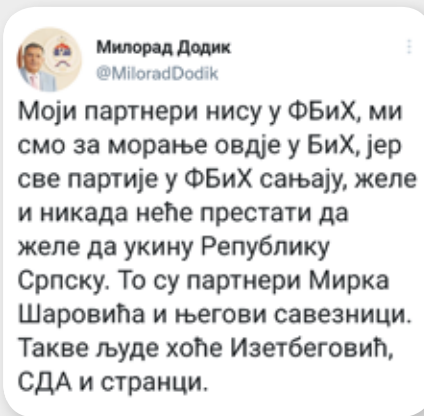 Милорад Додик
@MiloradDodik
Моји партнери нису у ФБиХ, ми
смо за морање овдје у БиХ, јер
све партије у ФБиХ сањају, желе
и никада неће престати да
желе да укину Републику
Српску. То су партнери Мирка
Шаровића и његови савезници.
Такве људе хоће Изетбеговић,
СДА и странци.